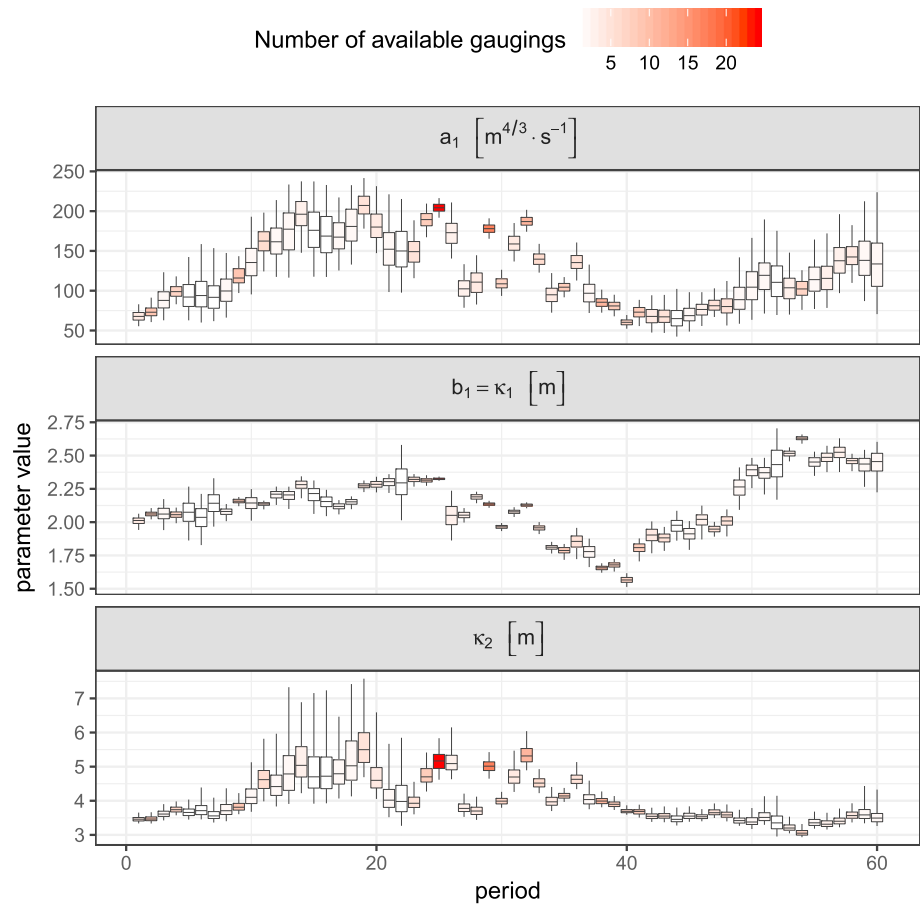 Number of available gaugings
5 10 15 20
a₁ [m⁴ᐟ³ · s⁻¹]
250
200
150
100
50
b₁ = κ₁ [m]
2.75
2.50
2.25
2.00
1.75
1.50
parameter value
κ₂ [m]
7
6
5
4
3
0 20 40 60
period